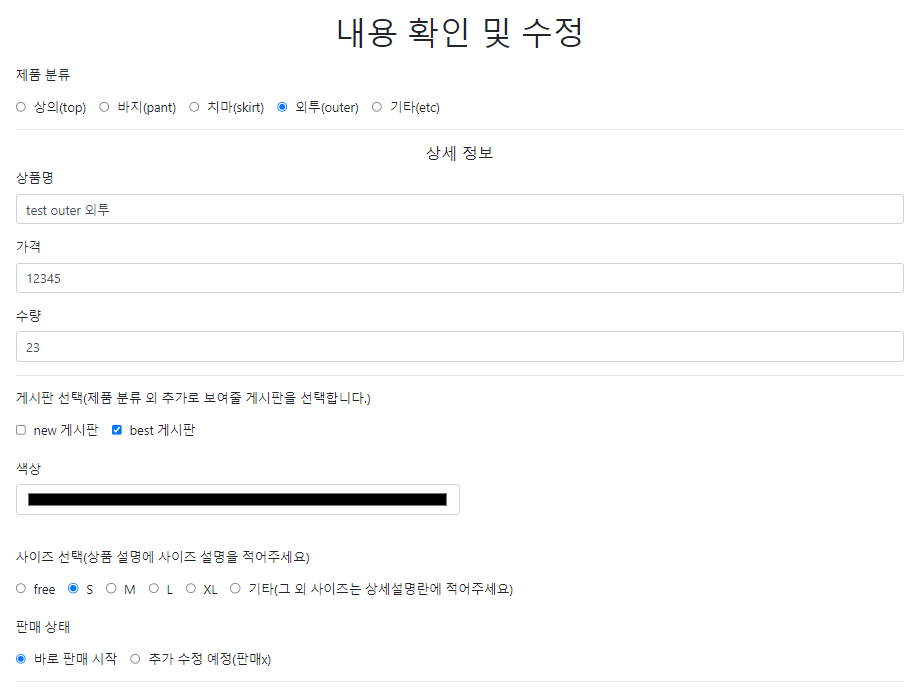 내용 확인 및 수정
제품 분류
상의(top) 바지(pant) 치마(skirt) 외투(outer) 기타(etc)
상세 정보
상품명
test outer 외투
가격
12345
수량
23
게시판 선택(제품 분류 외 추가로 보여줄 게시판을 선택합니다.)
new 게시판 best 게시판
색상
사이즈 선택(상품 설명에 사이즈 설명을 적어주세요)
free S M L XL 기타(그 외 사이즈는 상세설명란에 적어주세요)
판매 상태
바로 판매 시작 추가 수정 예정(판매x)